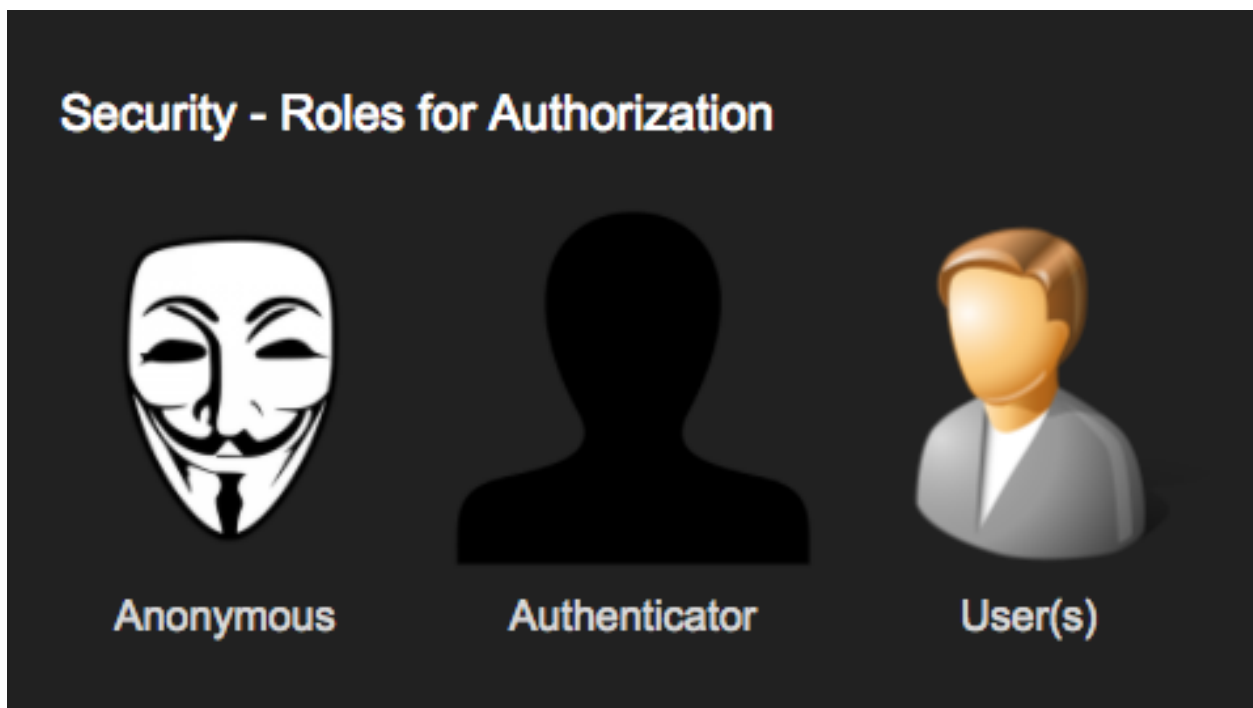 Security - Roles for Authorization
Anonymous
Authenticator
User(s)